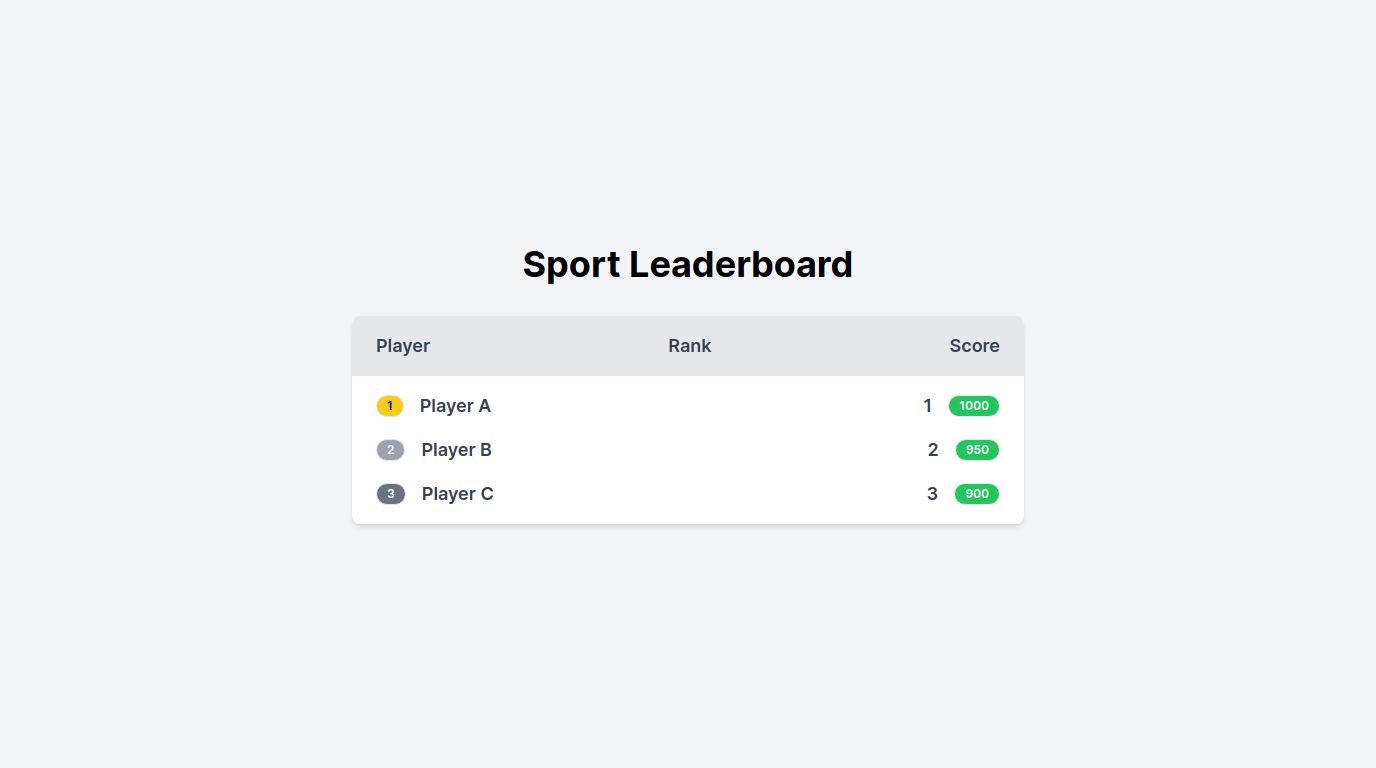 Sport Leaderboard
Player Rank Score
1 Player A 1 1000
2 Player B 2 950
3 Player C 3 900